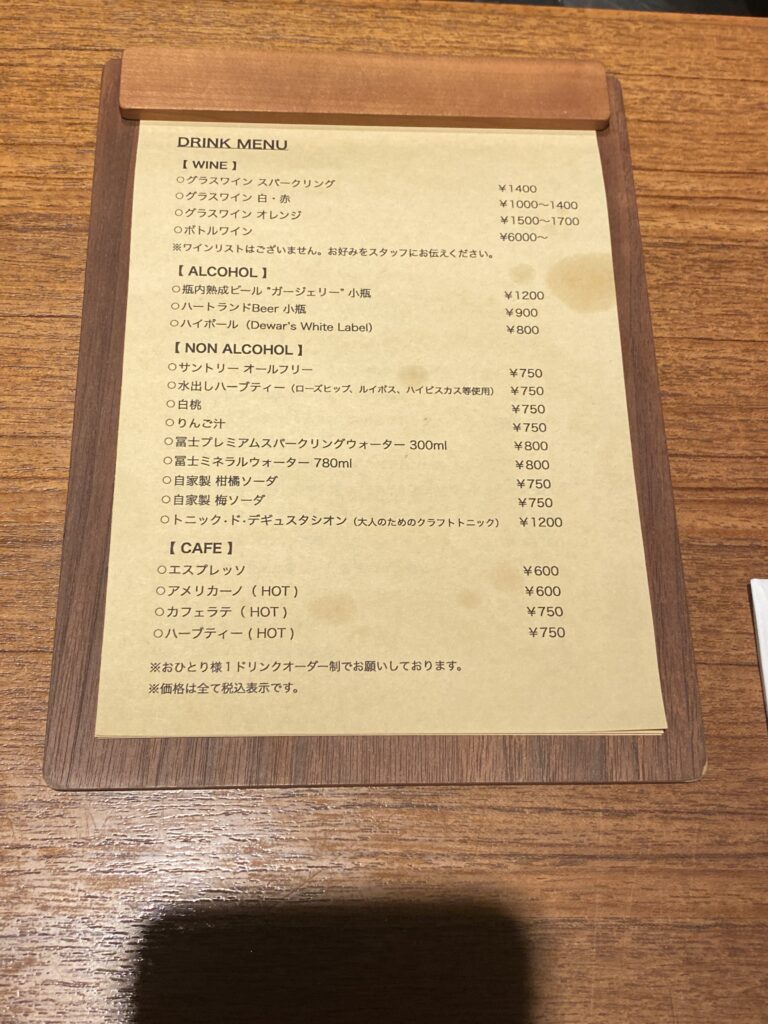 DRINK MENU
【 WINE 】
○グラスワイン スパークリング ￥1400
○グラスワイン 白・赤 ￥1000〜1400
○グラスワイン オレンジ ￥1500〜1700
○ボトルワイン ￥6000〜
※ワインリストはございません。お好みをスタッフにお伝えください。
【 ALCOHOL 】
○瓶内熟成ビール "ガージェリー" 小瓶 ￥1200
○ハートランドBeer 小瓶 ￥900
○ハイボール（Dewar's White Label） ￥800
【 NON ALCOHOL 】
○サントリー オールフリー ￥750
○水出しハーブティー（ローズヒップ、ルイボス、ハイビスカス等使用） ￥750
○白桃 ￥750
○りんご汁 ￥750
○冨士プレミアムスパークリングウォーター 300ml ￥800
○冨士ミネラルウォーター 780ml ￥800
○自家製 柑橘ソーダ ￥750
○自家製 梅ソーダ ￥750
○トニック・ド・デギュスタシオン（大人のためのクラフトトニック） ￥1200
【 CAFE 】
○エスプレッソ ￥600
○アメリカーノ（ HOT ) ￥600
○カフェラテ（ HOT ) ￥750
○ハーブティー ( HOT ) ￥750
※おひとり様１ドリンクオーダー制でお願いしております。
※価格は全て税込表示です。